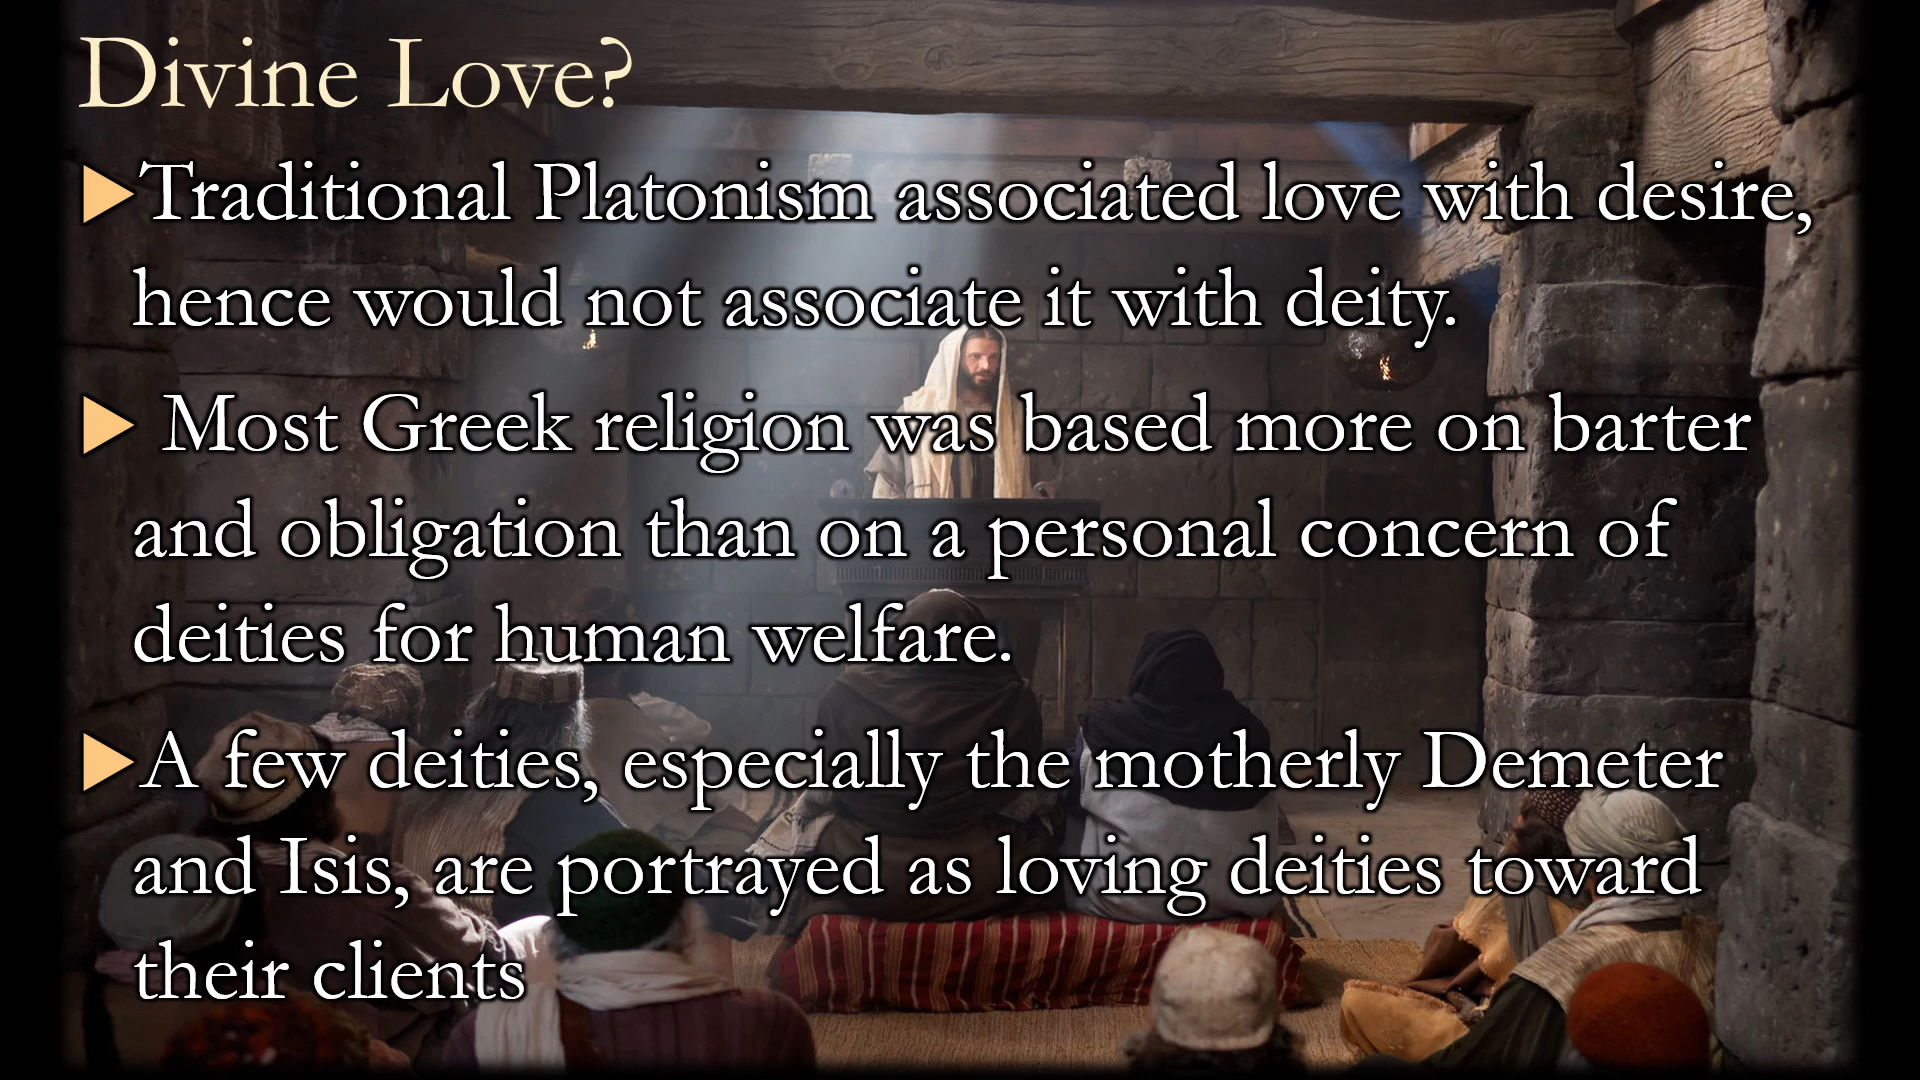 Divine Love?
Traditional Platonism associated love with desire,
hence would not associate it with deity.
Most Greek religion was based more on barter
and obligation than on a personal concern of
deities for human welfare.
A few deities, especially the motherly Demeter
and Isis, are portrayed as loving deities toward
their clients